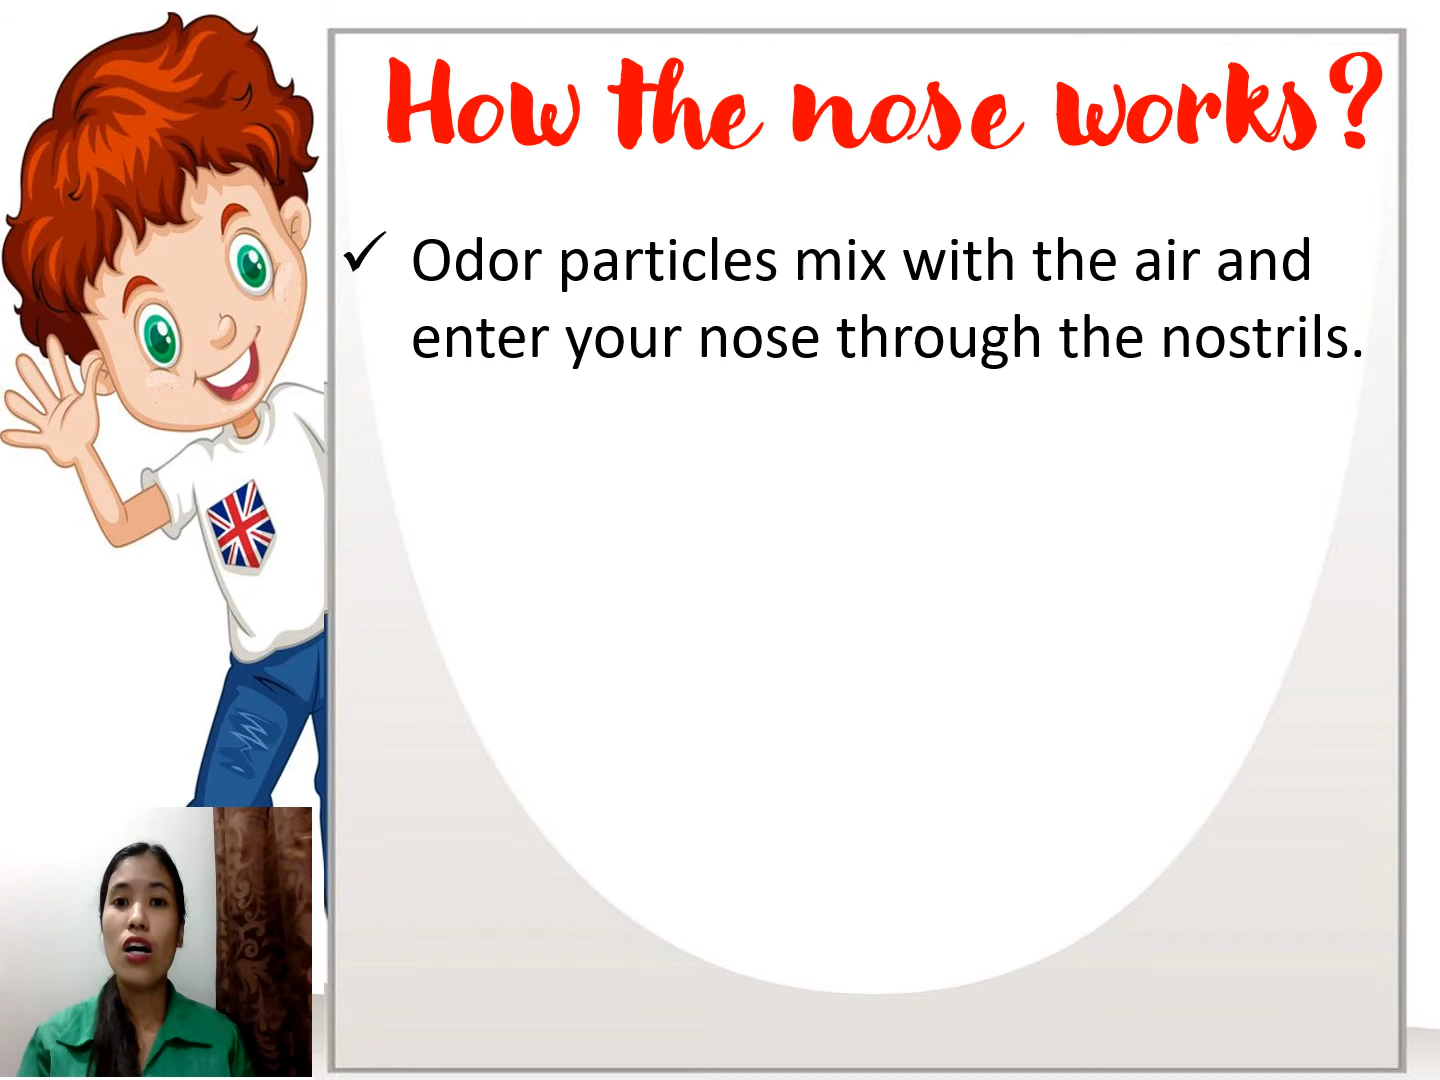 How the nose works?
✓ Odor particles mix with the air and
enter your nose through the nostrils.